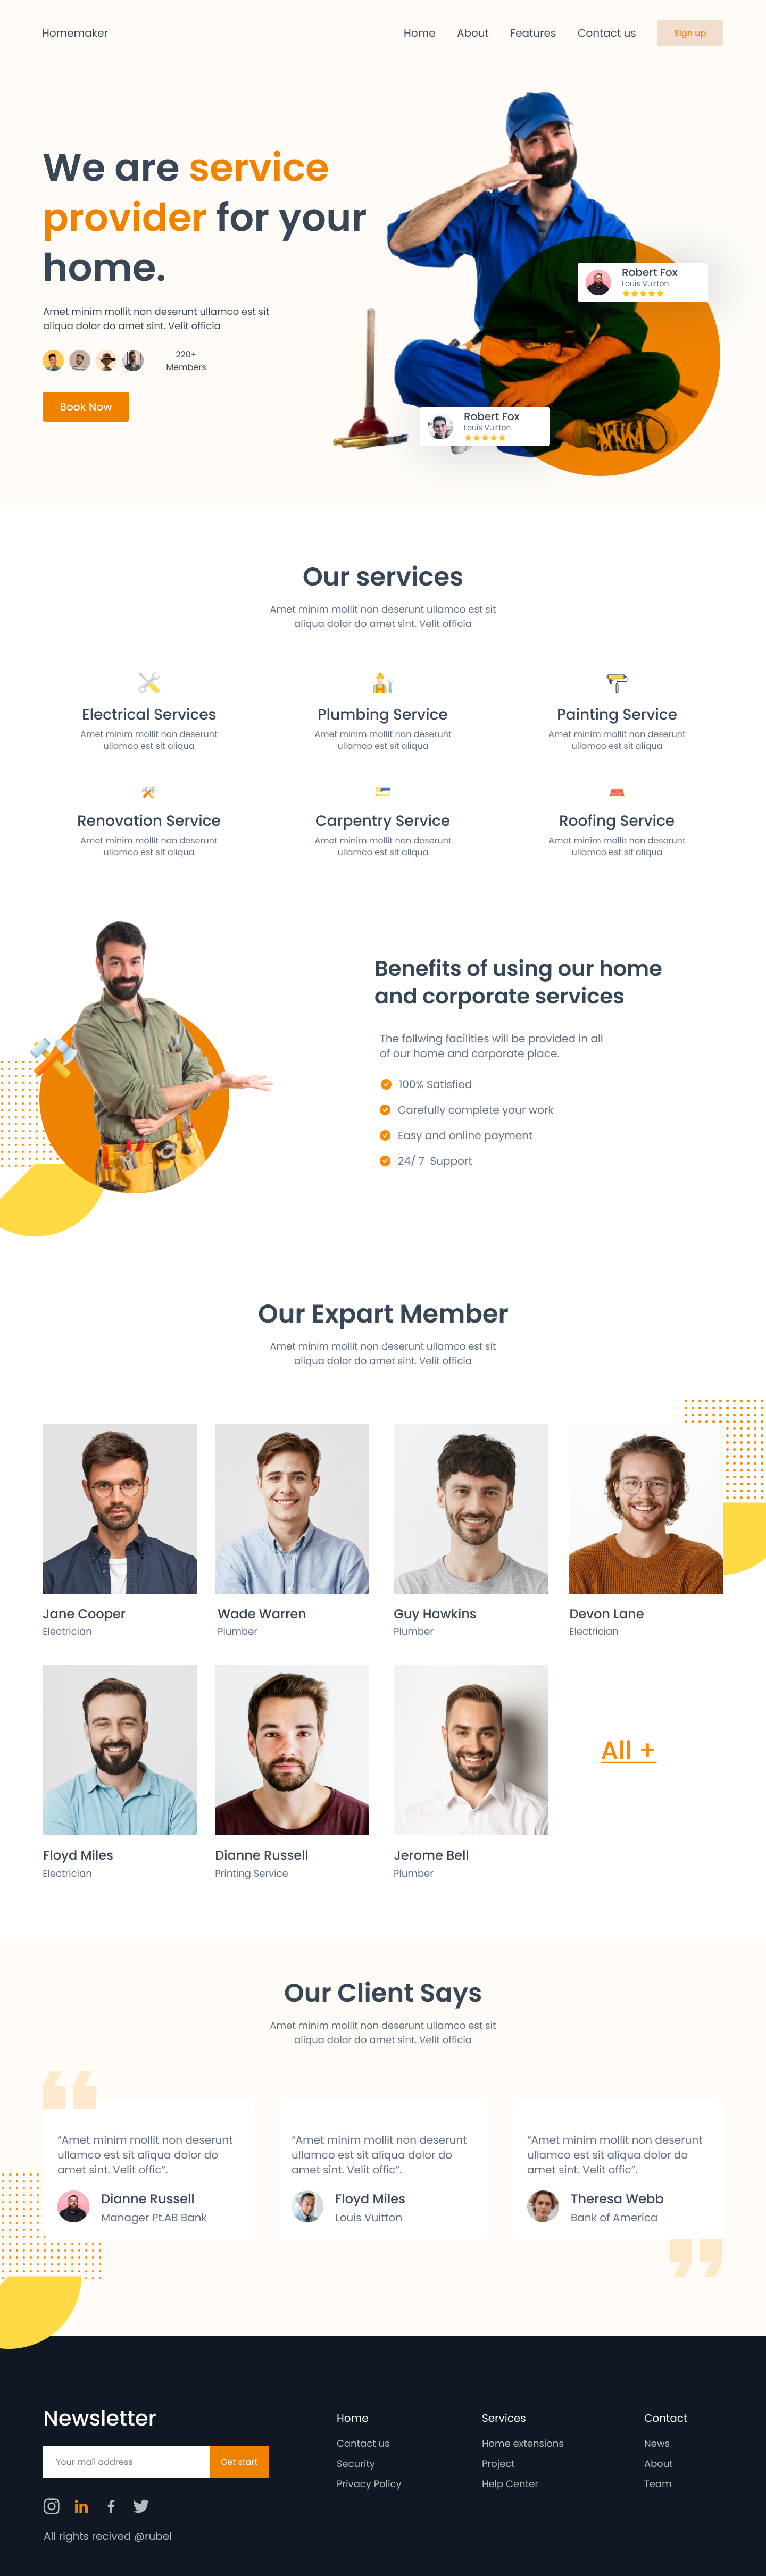 Homemaker
Home
About
Features
Contact us
Sign up
We are service
provider for your
home.
Amet minim mollit non deserunt ullamco est sit
aliqua dolor do amet sint. Velit officia
220+
Members
Book Now
Robert Fox
Louis Vuitton
Robert Fox
Louis Vuitton
Our services
Amet minim mollit non deserunt ullamco est sit
aliqua dolor do amet sint. Velit officia
Electrical Services
Amet minim mollit non deserunt
ullamco est sit aliqua
Plumbing Service
Amet minim mollit non deserunt
ullamco est sit aliqua
Painting Service
Amet minim mollit non deserunt
ullamco est sit aliqua
Renovation Service
Amet minim mollit non deserunt
ullamco est sit aliqua
Carpentry Service
Amet minim mollit non deserunt
ullamco est sit aliqua
Roofing Service
Amet minim mollit non deserunt
ullamco est sit aliqua
Benefits of using our home
and corporate services
The follwing facilities will be provided in all
of our home and corporate place.
100% Satisfied
Carefully complete your work
Easy and online payment
24/ 7 Support
Our Expart Member
Amet minim mollit non deserunt ullamco est sit
aliqua dolor do amet sint. Velit officia
Jane Cooper
Electrician
Wade Warren
Plumber
Guy Hawkins
Plumber
Devon Lane
Electrician
Floyd Miles
Electrician
Dianne Russell
Printing Service
Jerome Bell
Plumber
All +
Our Client Says
Amet minim mollit non deserunt ullamco est sit
aliqua dolor do amet sint. Velit officia
“Amet minim mollit non deserunt
ullamco est sit aliqua dolor do
amet sint. Velit offic”.
Dianne Russell
Manager Pt.AB Bank
“Amet minim mollit non deserunt
ullamco est sit aliqua dolor do
amet sint. Velit offic”.
Floyd Miles
Louis Vuitton
“Amet minim mollit non deserunt
ullamco est sit aliqua dolor do
amet sint. Velit offic”.
Theresa Webb
Bank of America
Newsletter
Your mail address
Get start
All rights recived @rubel
Home
Cantact us
Security
Privacy Policy
Services
Home extensions
Project
Help Center
Contact
News
About
Team